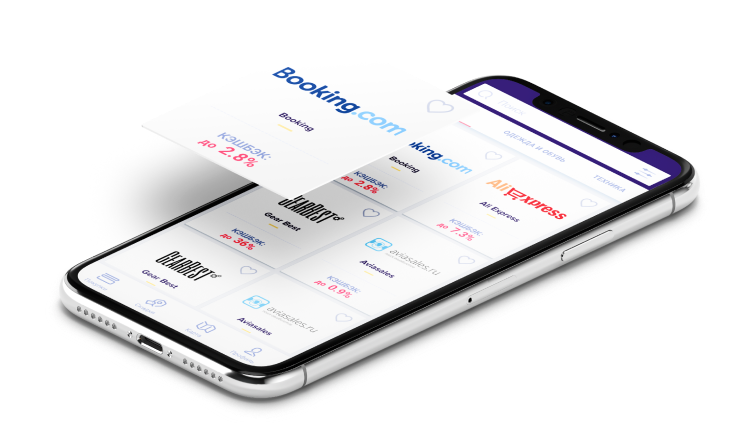 Booking.com
Booking
КЭШБЭК:
до 2.8%
ОДЕЖДА И ОБУВЬ
ТЕХНИКА
Booking.com
Booking
КЭШБЭК:
до 2.8%
AliExpress
Ali Express
КЭШБЭК:
до 7.3%
GearBest
Gear Best
КЭШБЭК:
до 36%
aviasales.ru
Aviasales
КЭШБЭК:
до 0.9%
GearBest
Gear Best
aviasales.ru
Aviasales